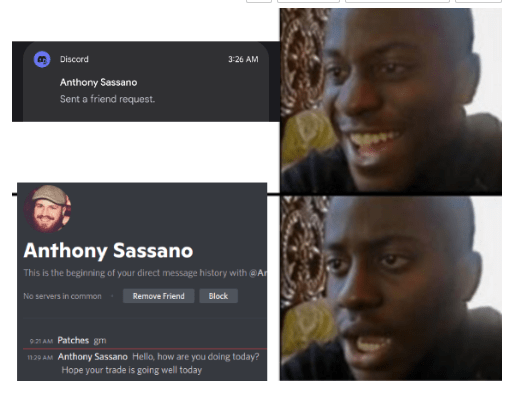 Discord 3:26 AM
Anthony Sassano
Sent a friend request.
Anthony Sassano
This is the beginning of your direct message history with @Ar
No servers in common Remove Friend Block
9:21 AM Patches gm
11:29 AM Anthony Sassano Hello, how are you doing today?
Hope your trade is going well today